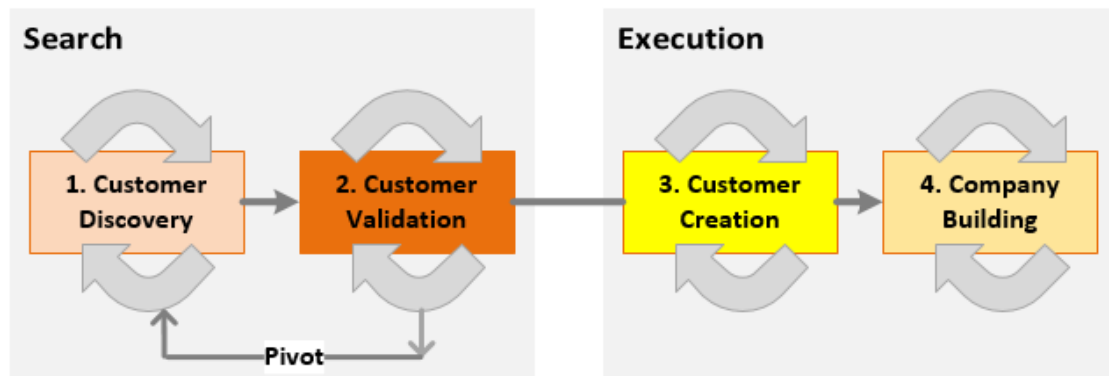 Search
Execution
1. Customer
Discovery
2. Customer
Validation
3. Customer
Creation
4. Company
Building
Pivot